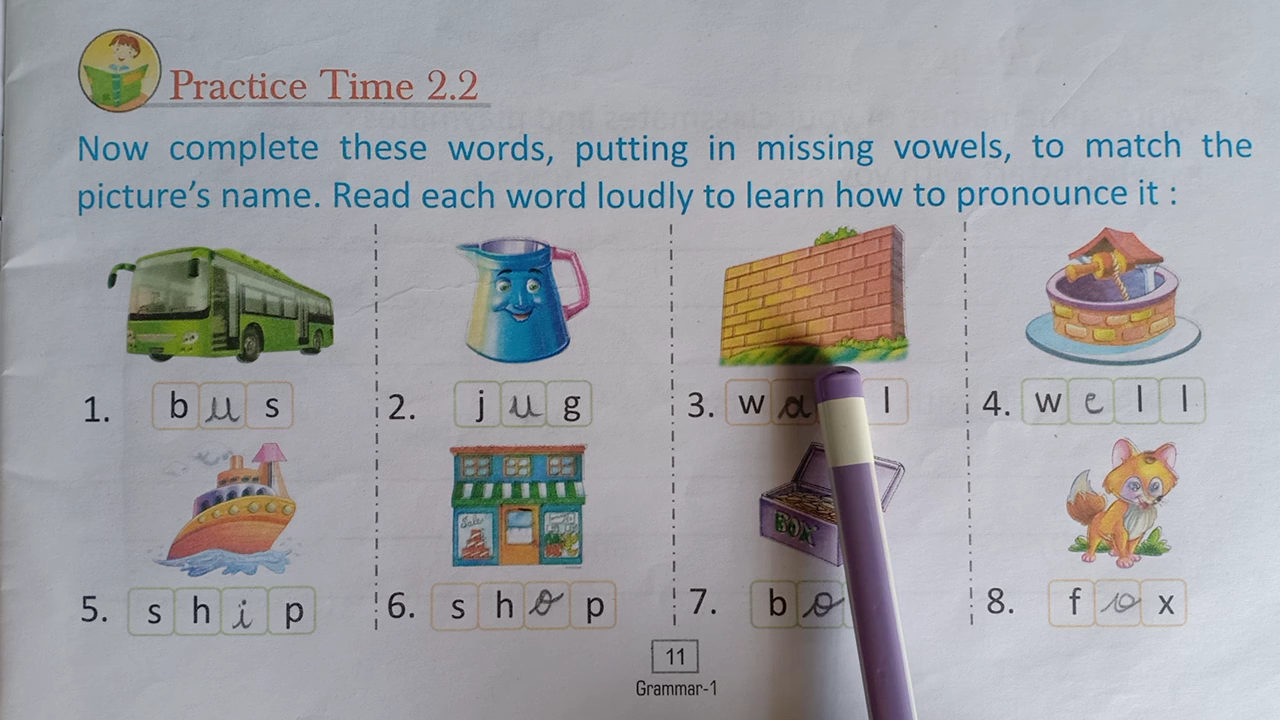 Practice Time 2.2
Now complete these words, putting in missing vowels, to match the
picture's name. Read each word loudly to learn how to pronounce it :
1. b u s 2. j u g 3. w a l 4. w e l l
Sale
BOX
5. s h i p 6. s h o p 7. b o 8. f o x
11
Grammar-1